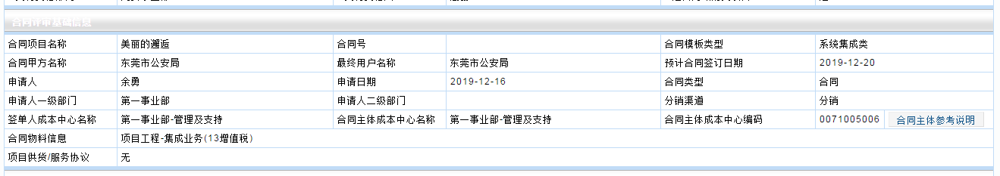 合同评审基础信息
合同项目名称 美丽的邂逅 合同号 合同模板类型 系统集成类
合同甲方名称 东莞市公安局 最终用户名称 东莞市公安局 预计合同签订日期 2019-12-20
申请人 余勇 申请日期 2019-12-16 合同类型 合同
申请人一级部门 第一事业部 申请人二级部门 分销渠道 分销
签单人成本中心名称 第一事业部-管理及支持 合同主体成本中心名称 第一事业部-管理及支持 合同主体成本中心编码 0071005006 合同主体参考说明
合同物料信息 项目工程-集成业务(13增值税)
项目供货/服务协议 无